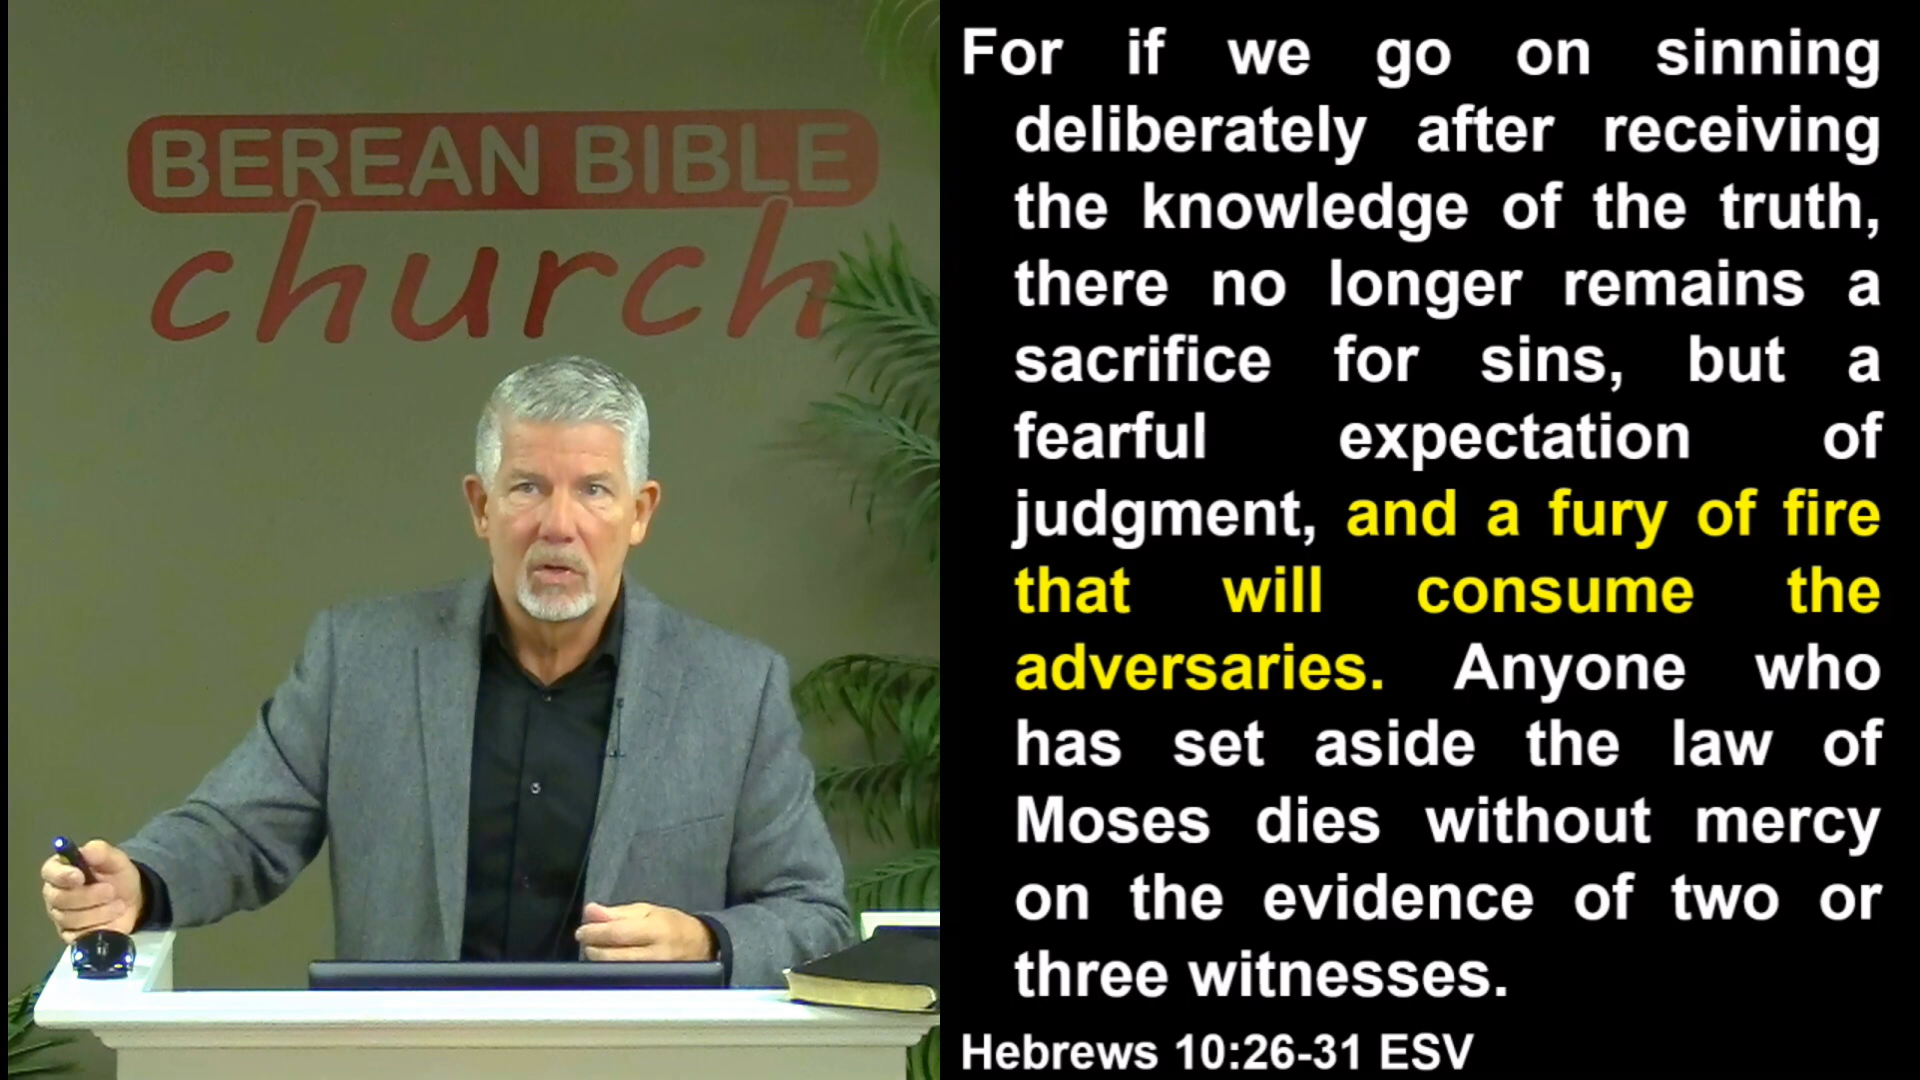 BEREAN BIBLE
church
For if we go on sinning
deliberately after receiving
the knowledge of the truth,
there no longer remains a
sacrifice for sins, but a
fearful expectation of
judgment, and a fury of fire
that will consume the
adversaries. Anyone who
has set aside the law of
Moses dies without mercy
on the evidence of two or
three witnesses.
Hebrews 10:26-31 ESV